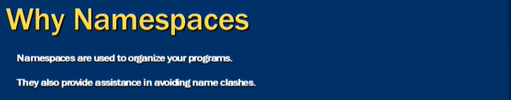 Why Namespaces
Namespaces are used to organize your programs.
They also provide assistance in avoiding name clashes.